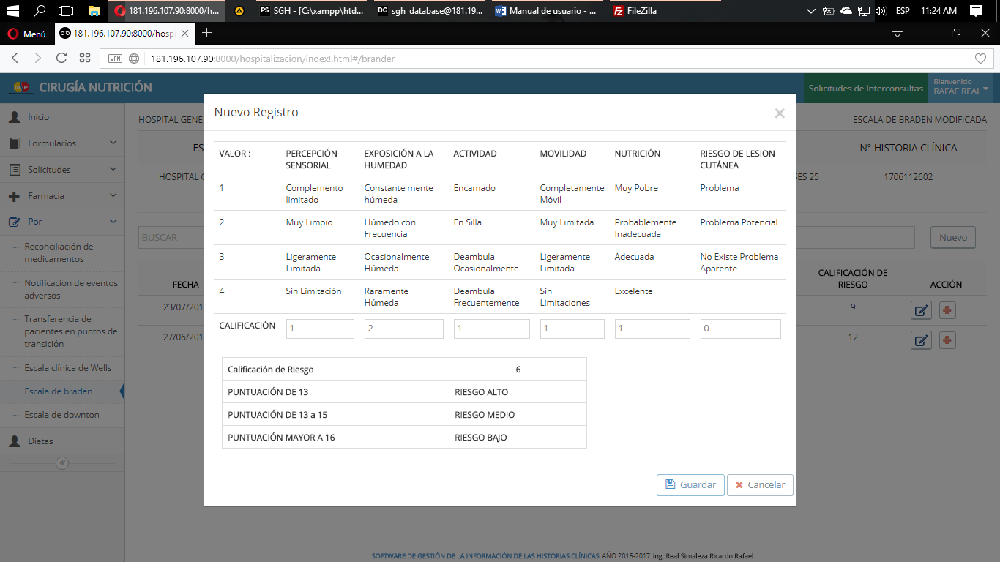 181.196.107.90:8000/h...
SGH - [C:\xampp\htd...
sgh_database@181.19...
Manual de usuario - ...
FileZilla
ESP
11:24 AM
Menú
181.196.107.90:8000/hosp
VPN
181.196.107.90:8000/hospitalizacion/index!.html#/brander
CIRUGÍA NUTRICIÓN
Solicitudes de Interconsultas
Bienvenido
RAFAE REAL
Inicio
Formularios
Solicitudes
Farmacia
Por
Reconciliación de
medicamentos
Notificación de eventos
adversos
Transferencia de
pacientes en puntos de
transición
Escala clínica de Wells
Escala de braden
Escala de downton
Dietas
HOSPITAL GENE
ESCALA DE BRADEN MODIFICADA
ES
N° HISTORIA CLÍNICA
HOSPITAL G
SES 25
1706112602
BUSCAR
Nuevo
FECHA
CALIFICACIÓN DE
RIESGO
ACCIÓN
23/07/201
9
-
27/06/201
12
-
Nuevo Registro
VALOR :
PERCEPCIÓN
SENSORIAL
EXPOSICIÓN A LA
HUMEDAD
ACTIVIDAD
MOVILIDAD
NUTRICIÓN
RIESGO DE LESION
CUTÁNEA
1
Complemento
limitado
Constante mente
húmeda
Encamado
Completamente
Móvil
Muy Pobre
Problema
2
Muy Limpio
Húmedo con
Frecuencia
En Silla
Muy Limitada
Probablemente
Inadecuada
Problema Potencial
3
Ligeramente
Limitada
Ocasionalmente
Húmeda
Deambula
Ocasionalmente
Ligeramente
Limitada
Adecuada
No Existe Problema
Aparente
4
Sin Limitación
Raramente
Húmeda
Deambula
Frecuentemente
Sin
Limitaciones
Excelente
CALIFICACIÓN
1
2
1
1
1
0
Calificación de Riesgo
6
PUNTUACIÓN DE 13
RIESGO ALTO
PUNTUACIÓN DE 13 a 15
RIESGO MEDIO
PUNTUACIÓN MAYOR A 16
RIESGO BAJO
Guardar
Cancelar
SOFTWARE DE GESTIÓN DE LA INFORMACIÓN DE LAS HISTORIAS CLÍNICAS AÑO 2016-2017 ing. Real Simaleza Ricardo Rafael